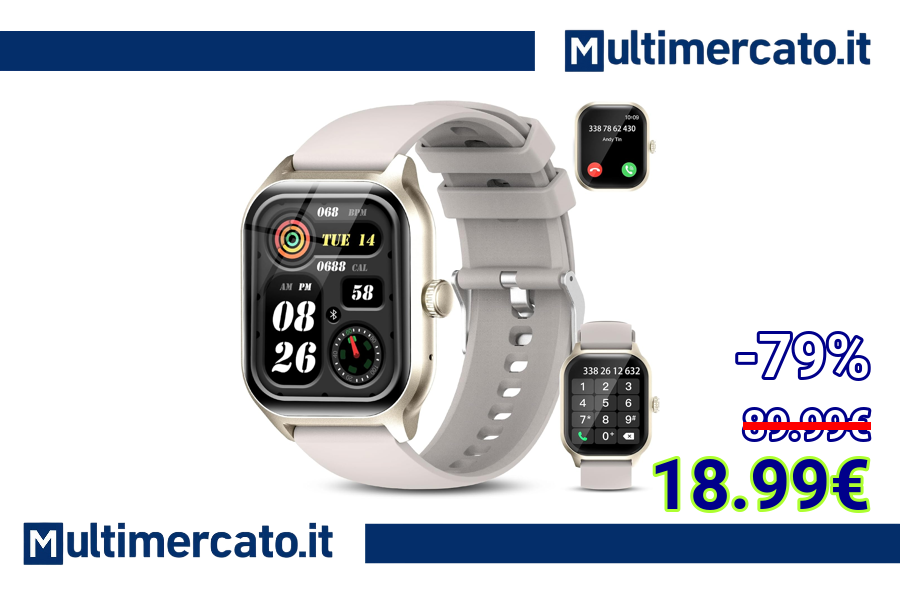 Multimercato.it
10:09
338 78 62 430
Andy Tin
068 BPM
TUE 14
0688 CAL
AM PM
58
08
26
338 26 12 632
1 2 3
4 5 6
7* 8 9#
0+
-79%
89.99€
18.99€
Multimercato.it